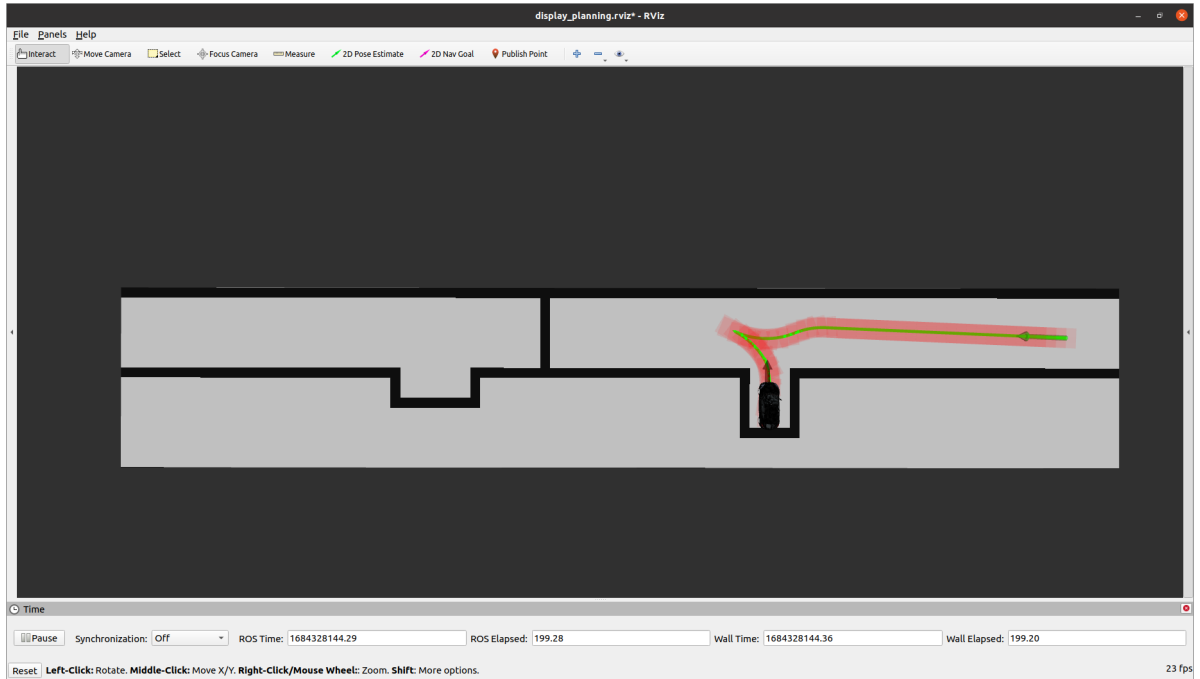 display_planning.rviz* - RViz
File Panels Help
Interact Move Camera Select Focus Camera Measure 2D Pose Estimate 2D Nav Goal Publish Point
Time
Pause Synchronization: Off ROS Time: 1684328144.29 ROS Elapsed: 199.28 Wall Time: 1684328144.36 Wall Elapsed: 199.20
Reset Left-Click: Rotate. Middle-Click: Move X/Y. Right-Click/Mouse Wheel:: Zoom. Shift: More options. 23 fps